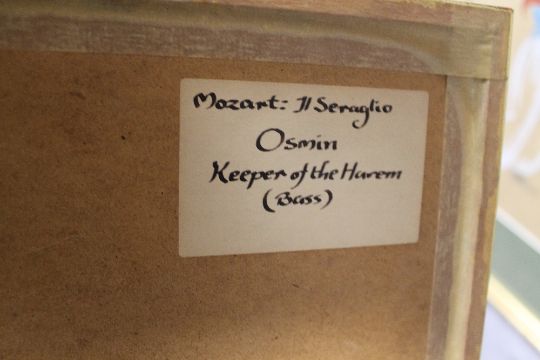 Mozart: Il Seraglio
Osmin
Keeper of the Harem
(Bass)